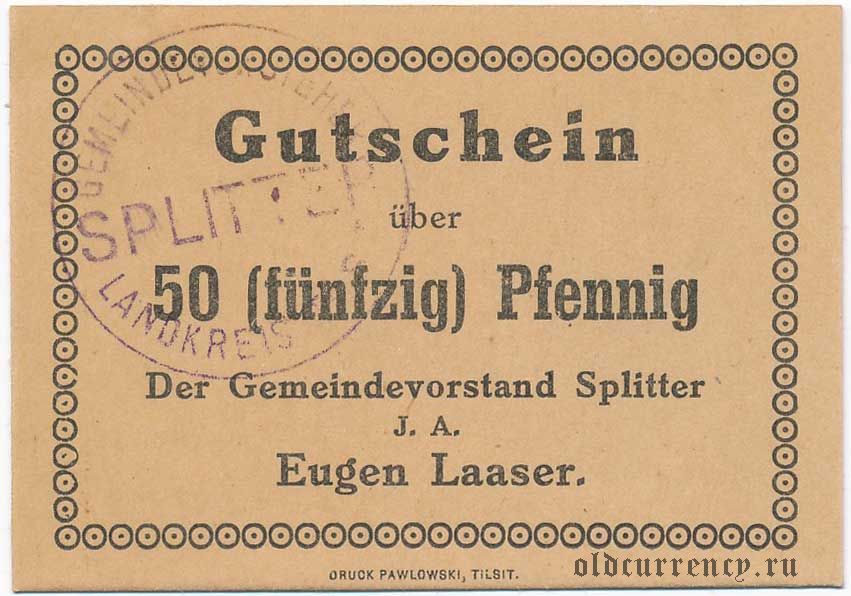 Gutschein
über
50 (fünfzig) Pfennig
Der Gemeindevorstand Splitter
J. A.
Eugen Laaser.
DRUCK PAWLOWSKI, TILSIT.
SPLITTER
LANDKREIS
oldcurrency.ru